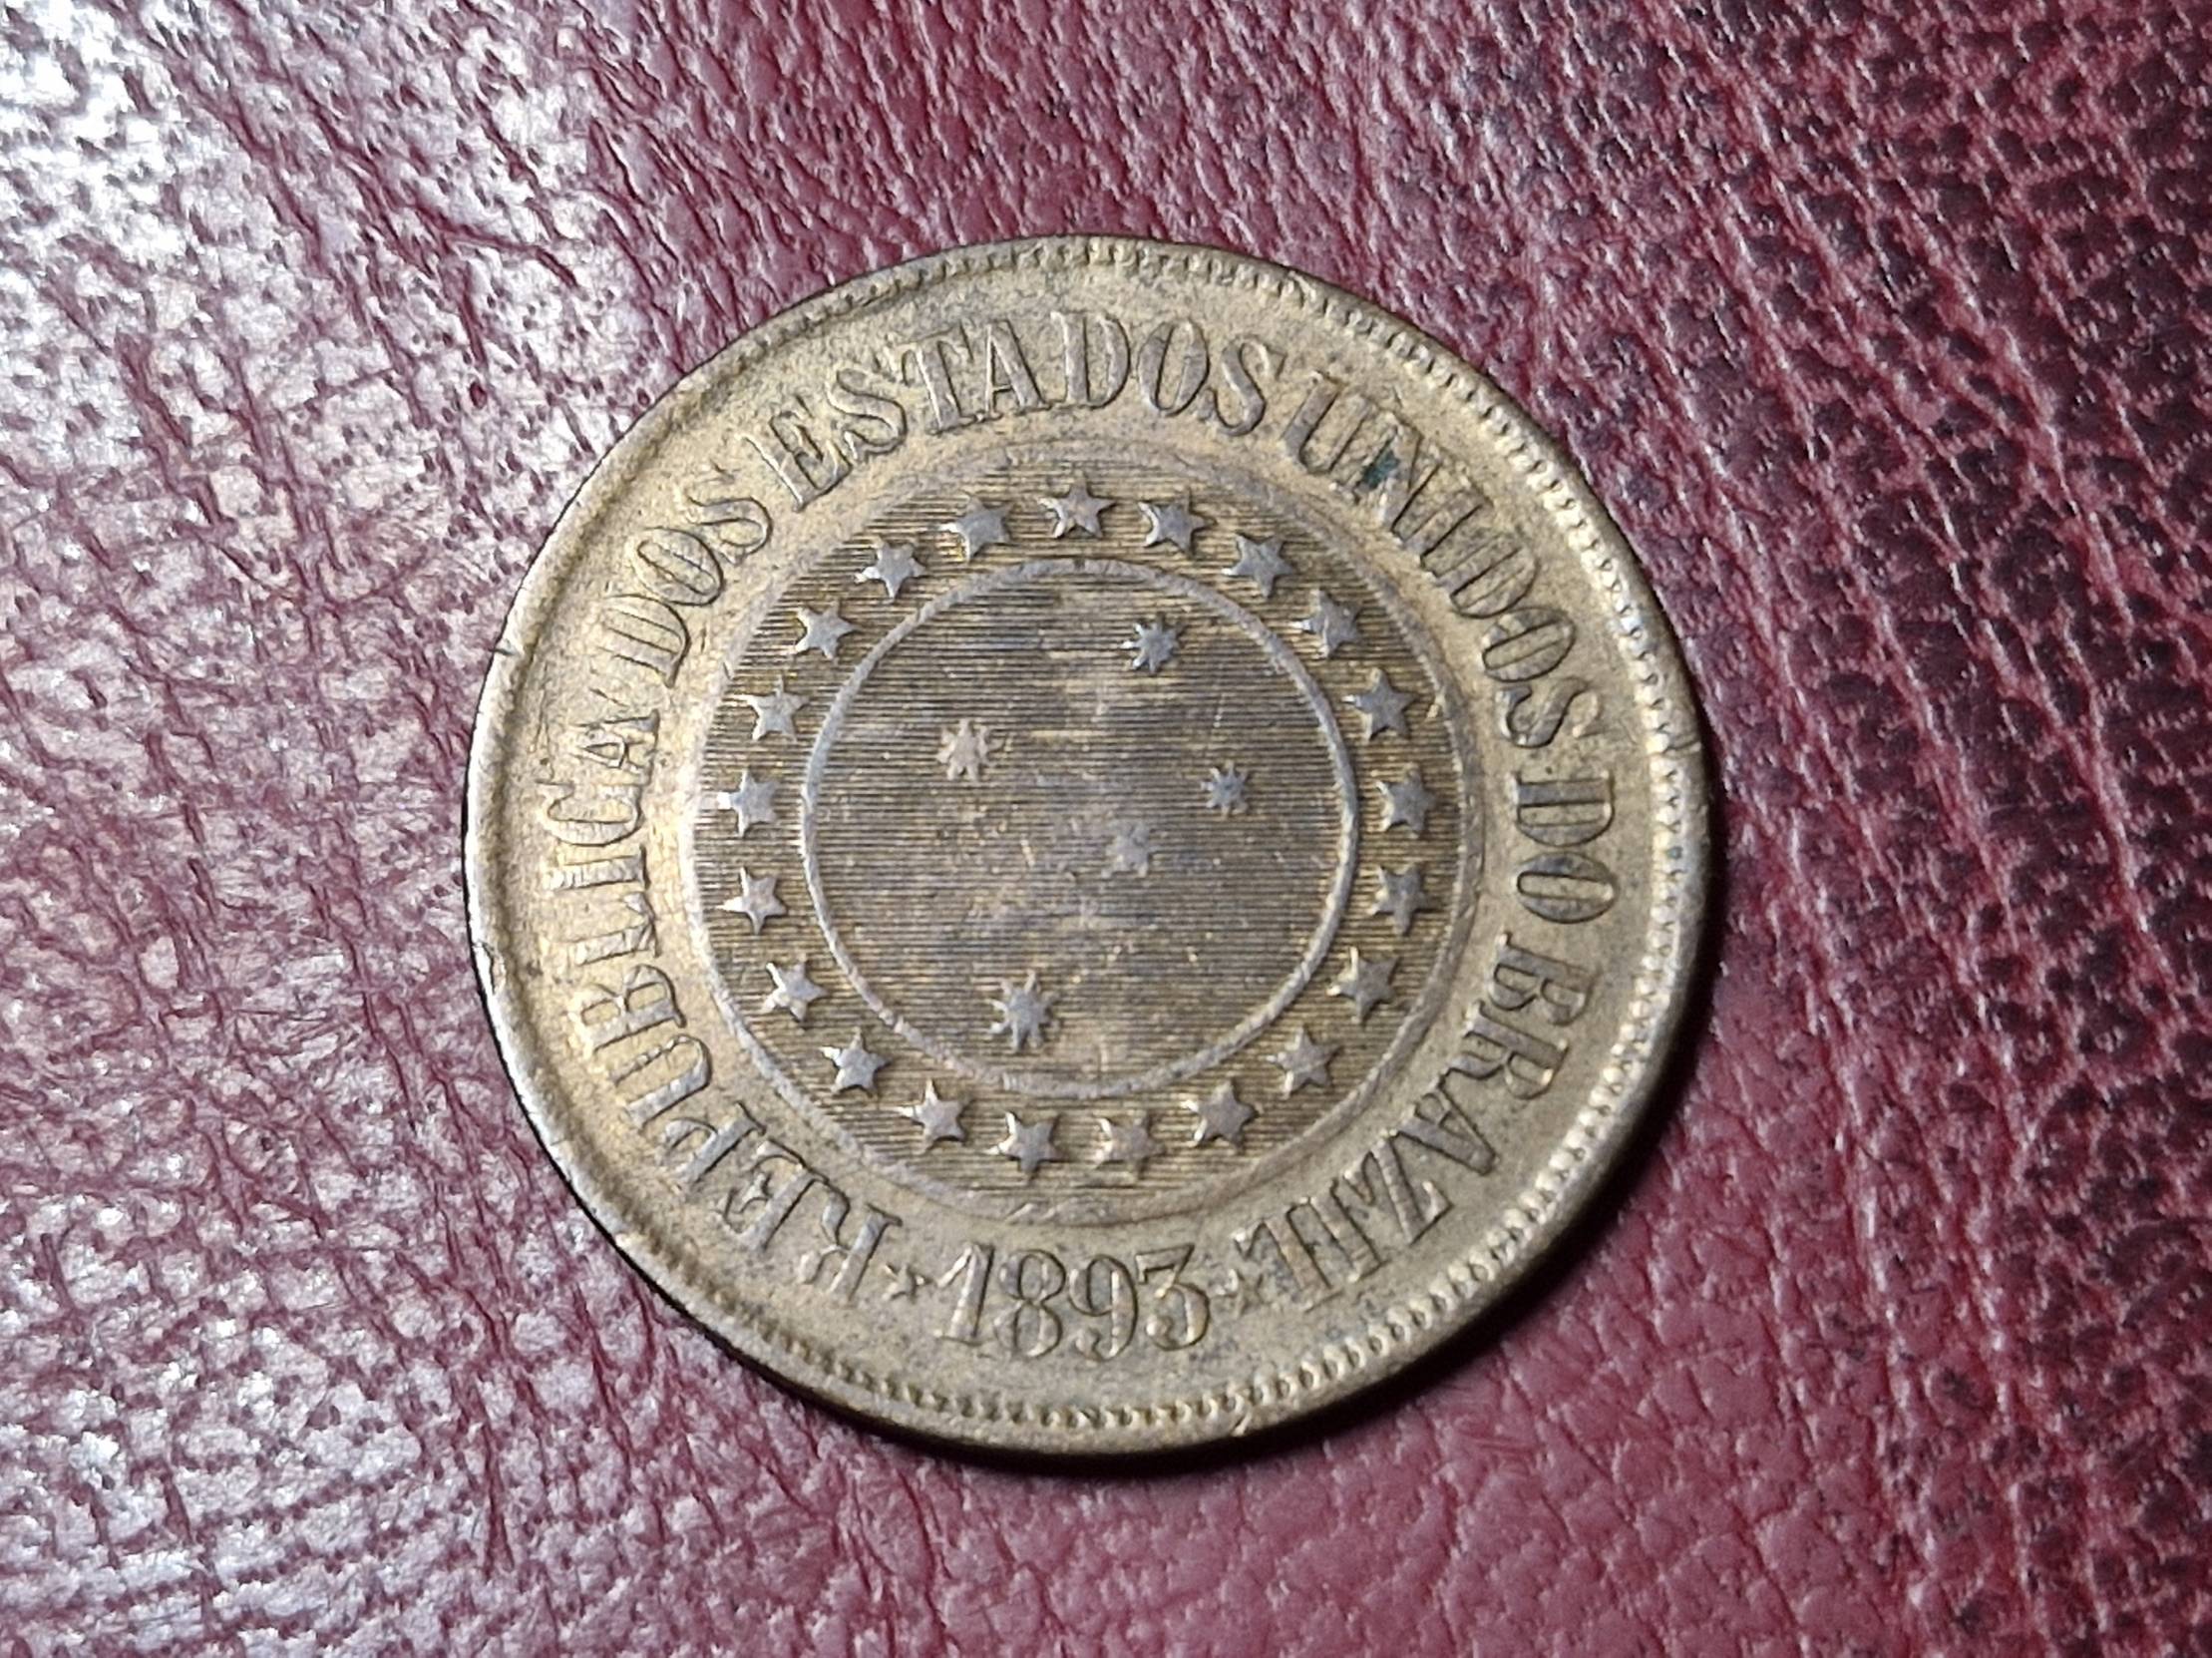 REPUBLICA DOS ESTADOS UNIDOS DO BRAZIL
1893